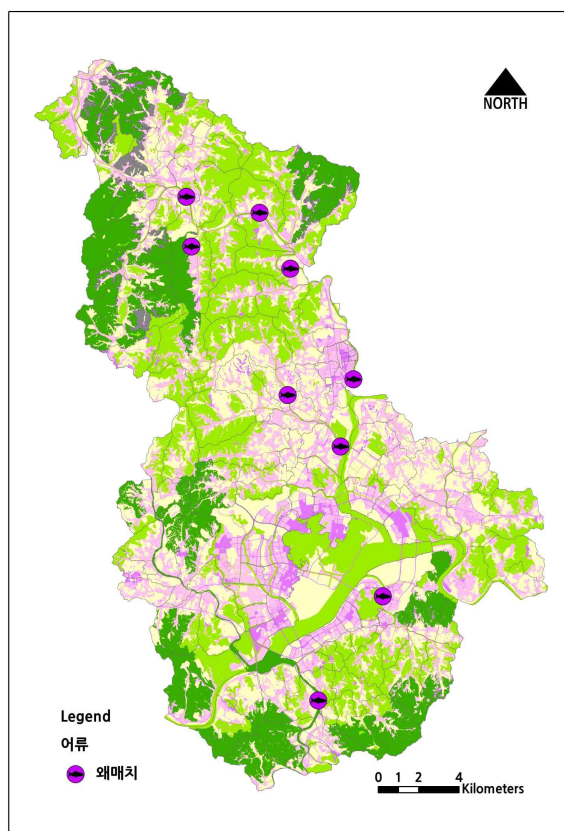 NORTH
Legend
어류
왜매치
0 1 2 4
Kilometers